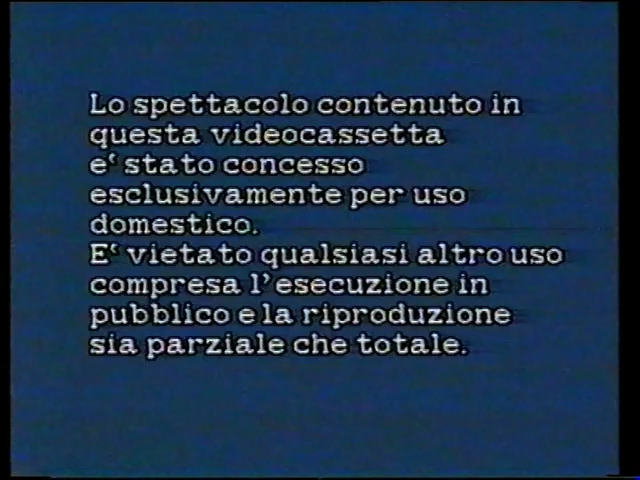 Lo spettacolo contenuto in
questa videocassetta
e‘ stato concesso
esclusivamente per uso
domestico.
E‘ vietato qualsiasi altro uso
compresa l’esecuzione in
pubblico e la riproduzione
sia parziale che totale.